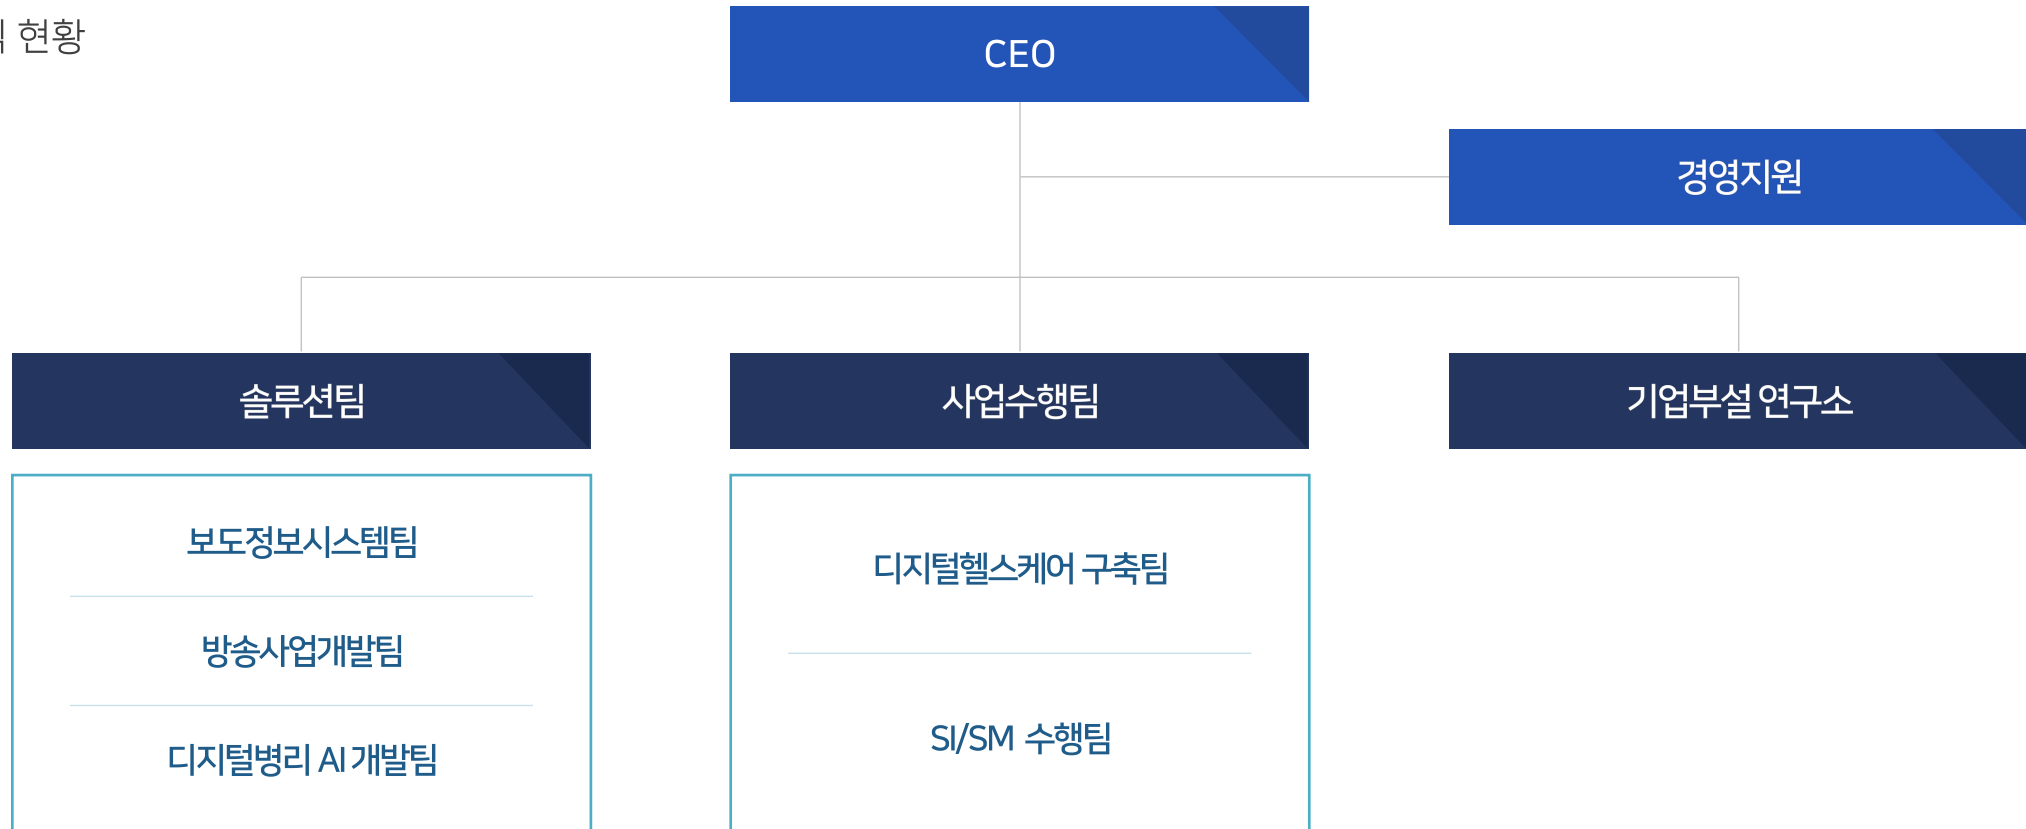 현황
CEO
경영지원
솔루션팀
사업수행팀
기업부설 연구소
보도정보시스템팀
방송사업개발팀
디지털병리 AI 개발팀
디지털헬스케어 구축팀
SI/SM 수행팀